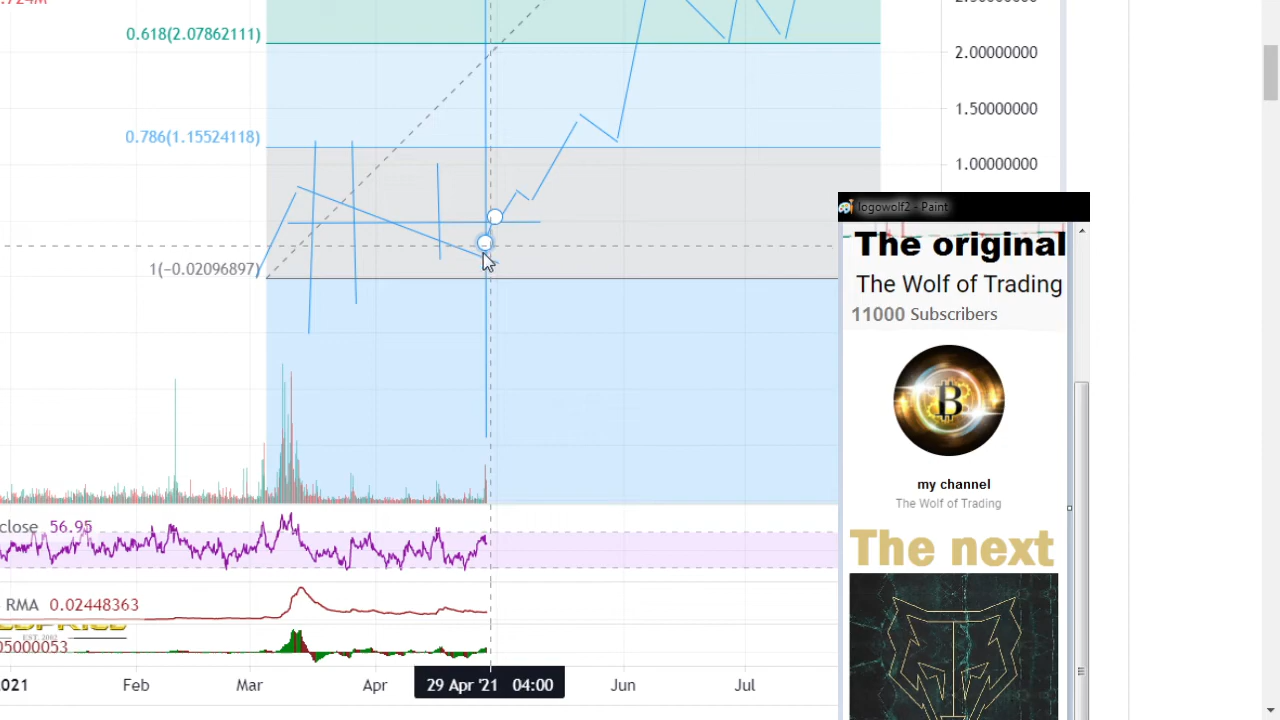 0.618(2.07862111)
2.00000000
0.786(1.15524118)
1.50000000
1.00000000
1(−0.02096897)
logowolf2 - Paint
The original
The Wolf of Trading
11000 Subscribers
B
my channel
The Wolf of Trading
The next
close 56.95
RMA 0.02448363
EST. 2002
05000053
2021
Feb
Mar
Apr
29 Apr '21 04:00
Jun
Jul